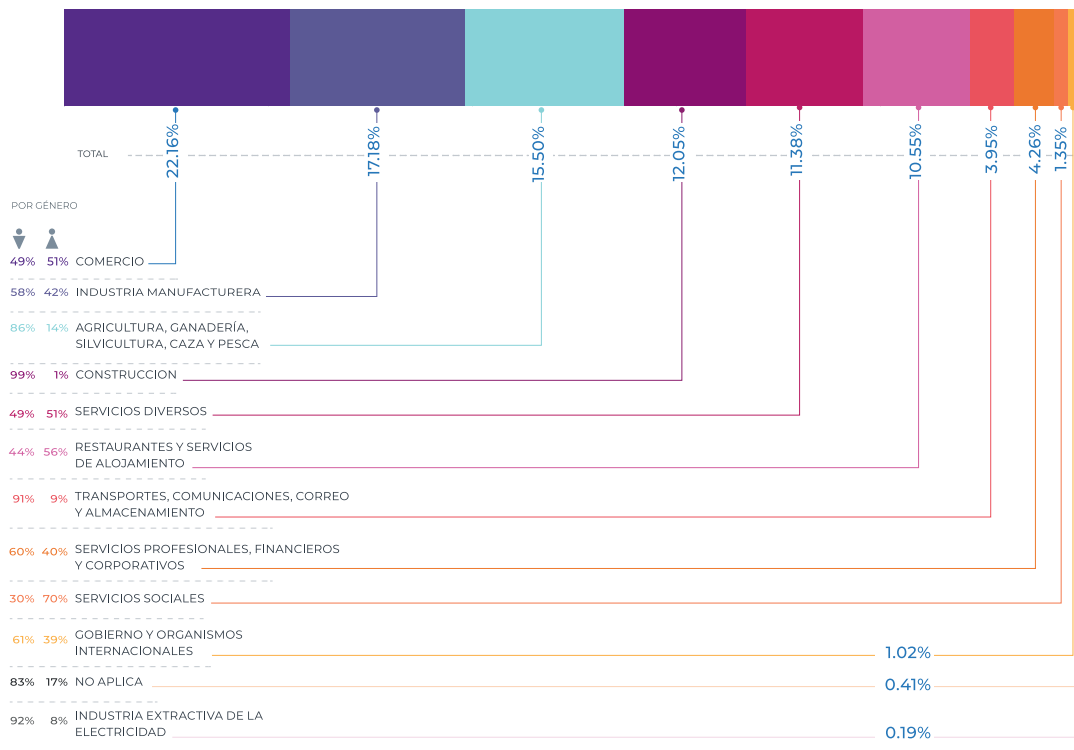 TOTAL
22.16%
17.18%
15.50%
12.05%
11.38%
10.55%
3.95%
4.26%
1.35%
POR GÉNERO
49% 51% COMERCIO
58% 42% INDUSTRIA MANUFACTURERA
86% 14% AGRICULTURA, GANADERÍA,
SILVICULTURA, CAZA Y PESCA
99% 1% CONSTRUCCION
49% 51% SERVICIOS DIVERSOS
44% 56% RESTAURANTES Y SERVICIOS
DE ALOJAMIENTO
91% 9% TRANSPORTES, COMUNICACIONES, CORREO
Y ALMACENAMIENTO
60% 40% SERVICIOS PROFESIONALES, FINANCIEROS
Y CORPORATIVOS
30% 70% SERVICIOS SOCIALES
61% 39% GOBIERNO Y ORGANISMOS
INTERNACIONALES 1.02%
83% 17% NO APLICA 0.41%
92% 8% INDUSTRIA EXTRACTIVA DE LA
ELECTRICIDAD 0.19%